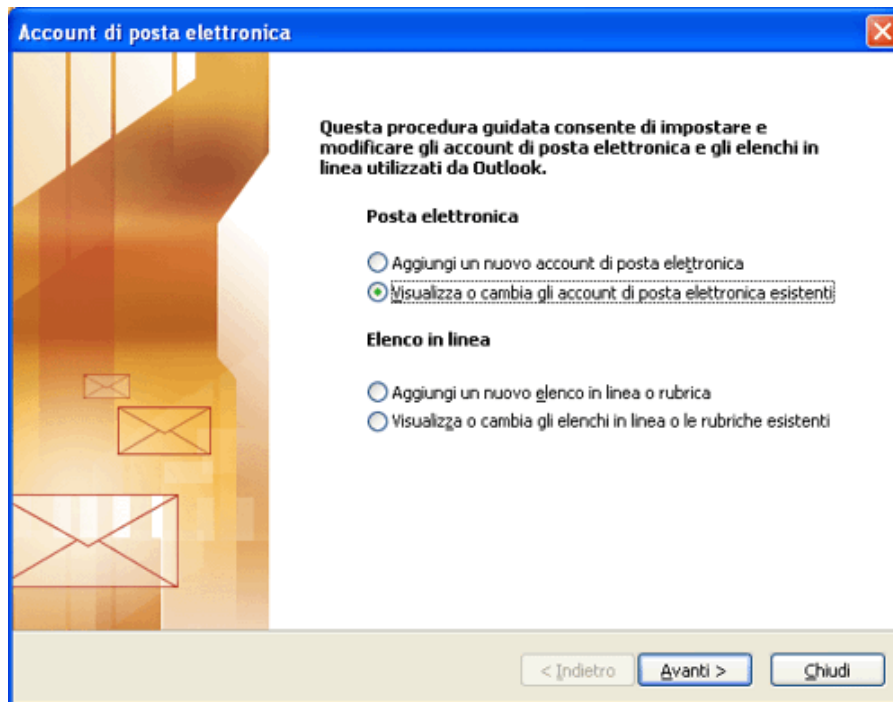 Account di posta elettronica
Questa procedura guidata consente di impostare e
modificare gli account di posta elettronica e gli elenchi in
linea utilizzati da Outlook.
Posta elettronica
Aggiungi un nuovo account di posta elettronica
Visualizza o cambia gli account di posta elettronica esistenti
Elenco in linea
Aggiungi un nuovo elenco in linea o rubrica
Visualizza o cambia gli elenchi in linea o le rubriche esistenti
< Indietro
Avanti >
Chiudi